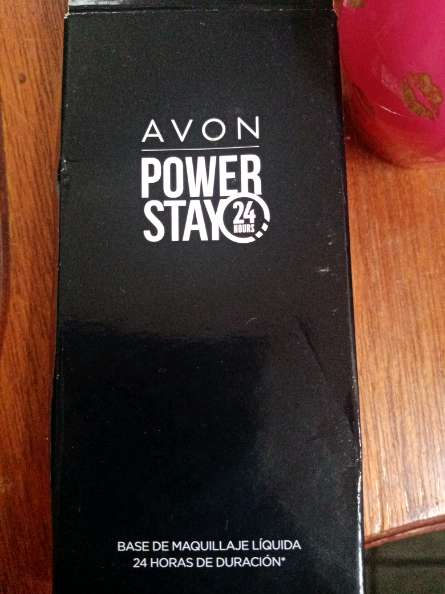 AVON
POWER
STAY 24
HOURS
BASE DE MAQUILLAJE LÍQUIDA
24 HORAS DE DURACIÓN*